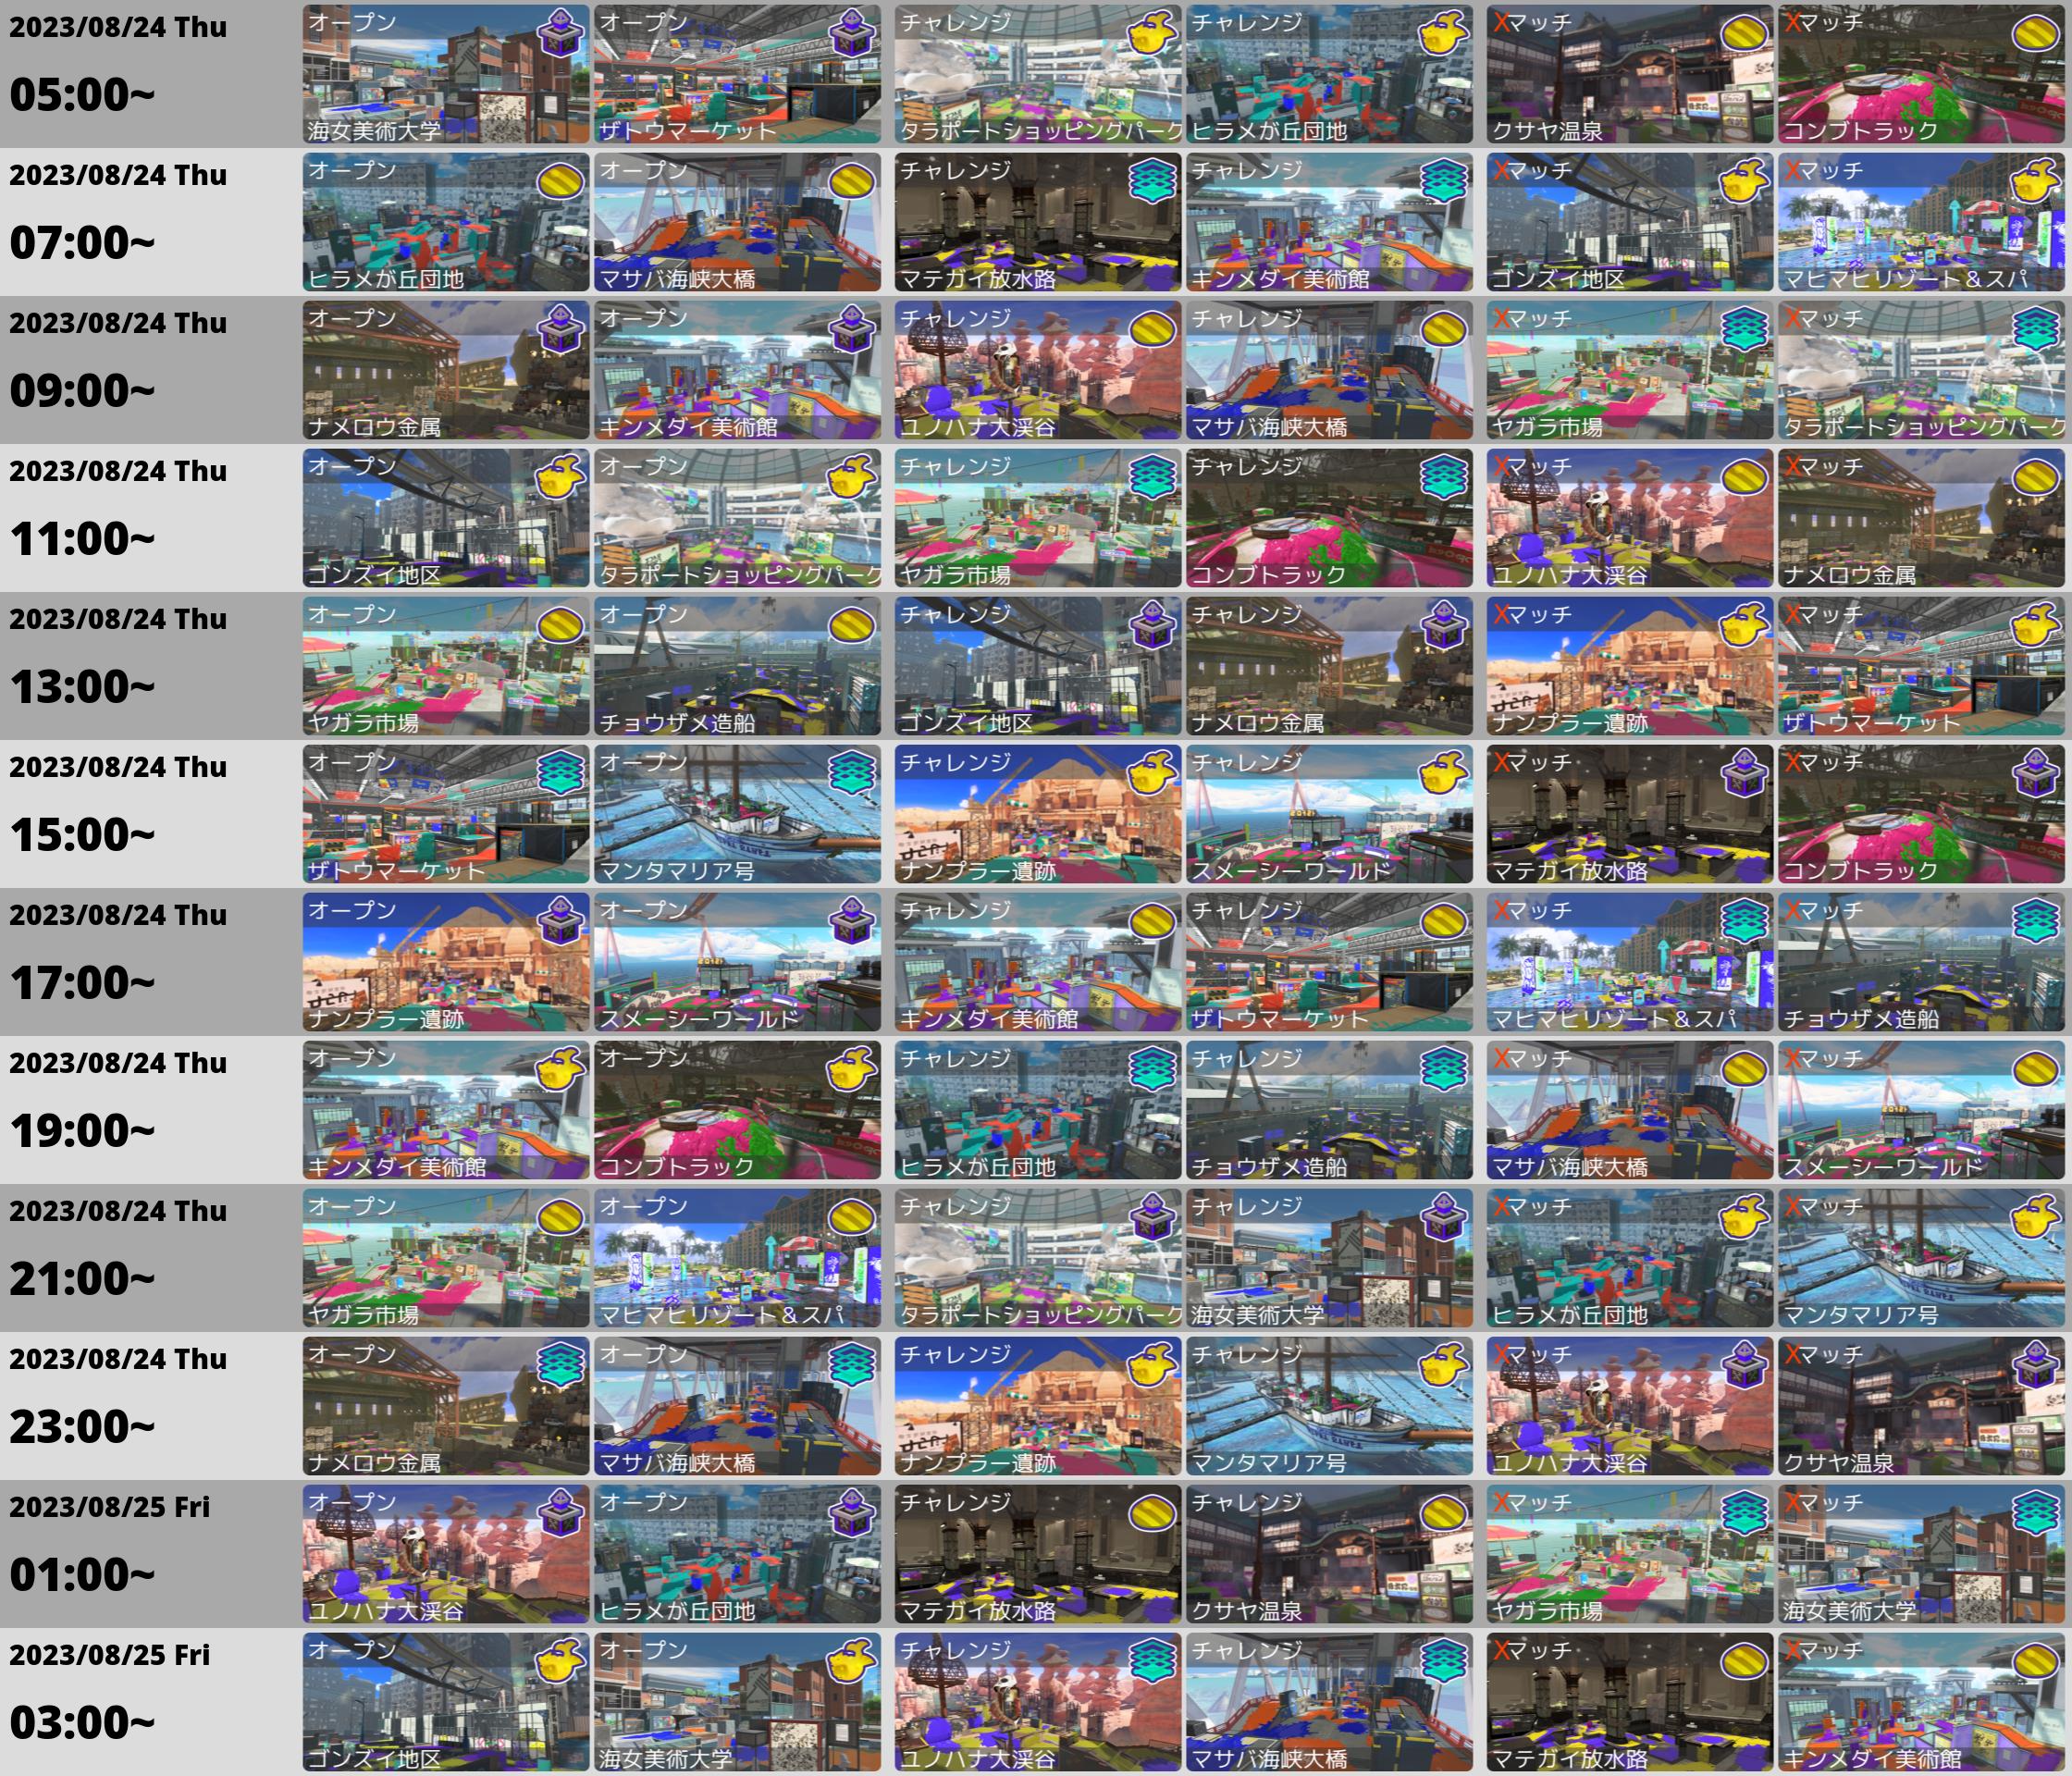 2023/08/24 Thu
05:00~
オープン オープン チャレンジ チャレンジ Xマッチ Xマッチ
海女美術大学 ザトウマーケット タラポートショッピングパーク ヒラメが丘団地 クサヤ温泉 コンブトラック
2023/08/24 Thu
07:00~
オープン オープン チャレンジ チャレンジ Xマッチ Xマッチ
ヒラメが丘団地 マサバ海峡大橋 マテガイ放水路 キンメダイ美術館 ゴンズイ地区 マヒマヒリゾート&スパ
2023/08/24 Thu
09:00~
オープン オープン チャレンジ チャレンジ Xマッチ Xマッチ
ナメロウ金属 キンメダイ美術館 ユノハナ大渓谷 マサバ海峡大橋 ヤガラ市場 タラポートショッピングパーク
2023/08/24 Thu
11:00~
オープン オープン チャレンジ チャレンジ Xマッチ Xマッチ
ゴンズイ地区 タラポートショッピングパーク ヤガラ市場 コンブトラック ユノハナ大渓谷 ナメロウ金属
2023/08/24 Thu
13:00~
オープン オープン チャレンジ チャレンジ Xマッチ Xマッチ
ヤガラ市場 チョウザメ造船 ゴンズイ地区 ナメロウ金属 ナンプラー遺跡 ザトウマーケット
2023/08/24 Thu
15:00~
オープン オープン チャレンジ チャレンジ Xマッチ Xマッチ
ザトウマーケット マンタマリア号 ナンプラー遺跡 スメーシーワールド マテガイ放水路 コンブトラック
2023/08/24 Thu
17:00~
オープン オープン チャレンジ チャレンジ Xマッチ Xマッチ
ナンプラー遺跡 スメーシーワールド キンメダイ美術館 ザトウマーケット マヒマヒリゾート&スパ チョウザメ造船
2023/08/24 Thu
19:00~
オープン オープン チャレンジ チャレンジ Xマッチ Xマッチ
キンメダイ美術館 コンブトラック ヒラメが丘団地 チョウザメ造船 マサバ海峡大橋 スメーシーワールド
2023/08/24 Thu
21:00~
オープン オープン チャレンジ チャレンジ Xマッチ Xマッチ
ヤガラ市場 マヒマヒリゾート&スパ タラポートショッピングパーク 海女美術大学 ヒラメが丘団地 マンタマリア号
2023/08/24 Thu
23:00~
オープン オープン チャレンジ チャレンジ Xマッチ Xマッチ
ナメロウ金属 マサバ海峡大橋 ナンプラー遺跡 マンタマリア号 ユノハナ大渓谷 クサヤ温泉
2023/08/25 Fri
01:00~
オープン オープン チャレンジ チャレンジ Xマッチ Xマッチ
ユノハナ大渓谷 ヒラメが丘団地 マテガイ放水路 クサヤ温泉 ヤガラ市場 海女美術大学
2023/08/25 Fri
03:00~
オープン オープン チャレンジ チャレンジ Xマッチ Xマッチ
ゴンズイ地区 海女美術大学 ユノハナ大渓谷 マサバ海峡大橋 マテガイ放水路 キンメダイ美術館